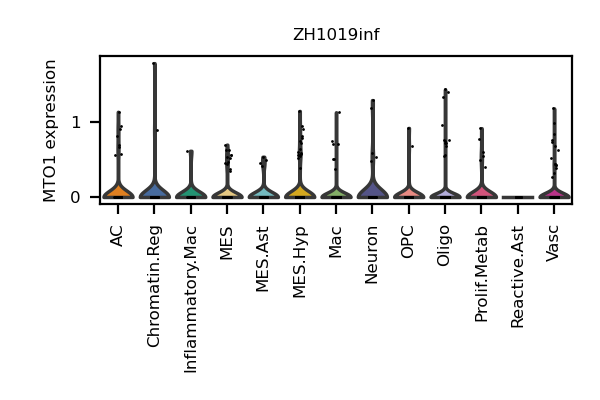 ZH1019inf
MTO1 expression
1
0
AC
Chromatin.Reg
Inflammatory.Mac
MES
MES.Ast
MES.Hyp
Mac
Neuron
OPC
Oligo
Prolif.Metab
Reactive.Ast
Vasc